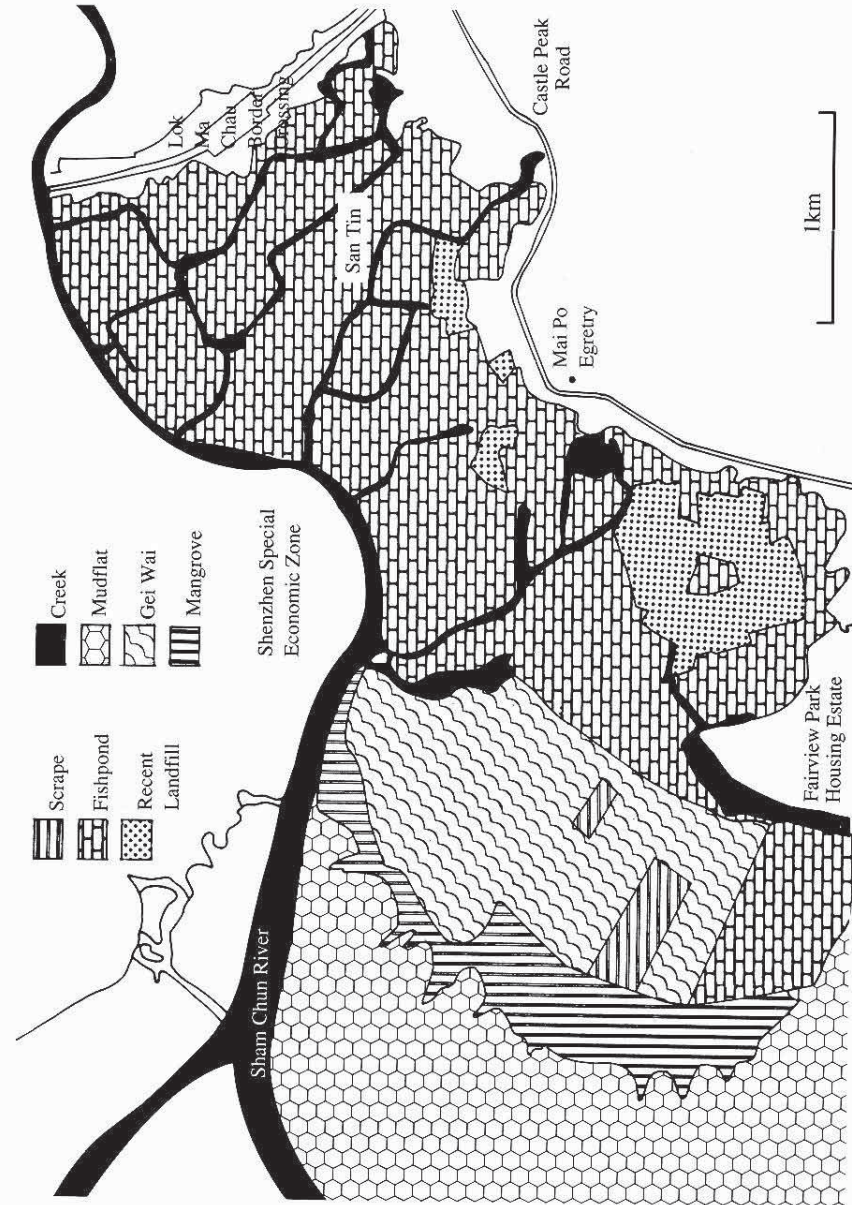 Scrape
Fishpond
Recent
Landfill
Creek
Mudflat
Gei Wai
Mangrove
Shenzhen Special
Economic Zone
Sham Chun River
Lok
Ma
Chau
Border
Crossing
San Tin
Castle Peak
Road
Mai Po
Egretry
Fairview Park
Housing Estate
1km